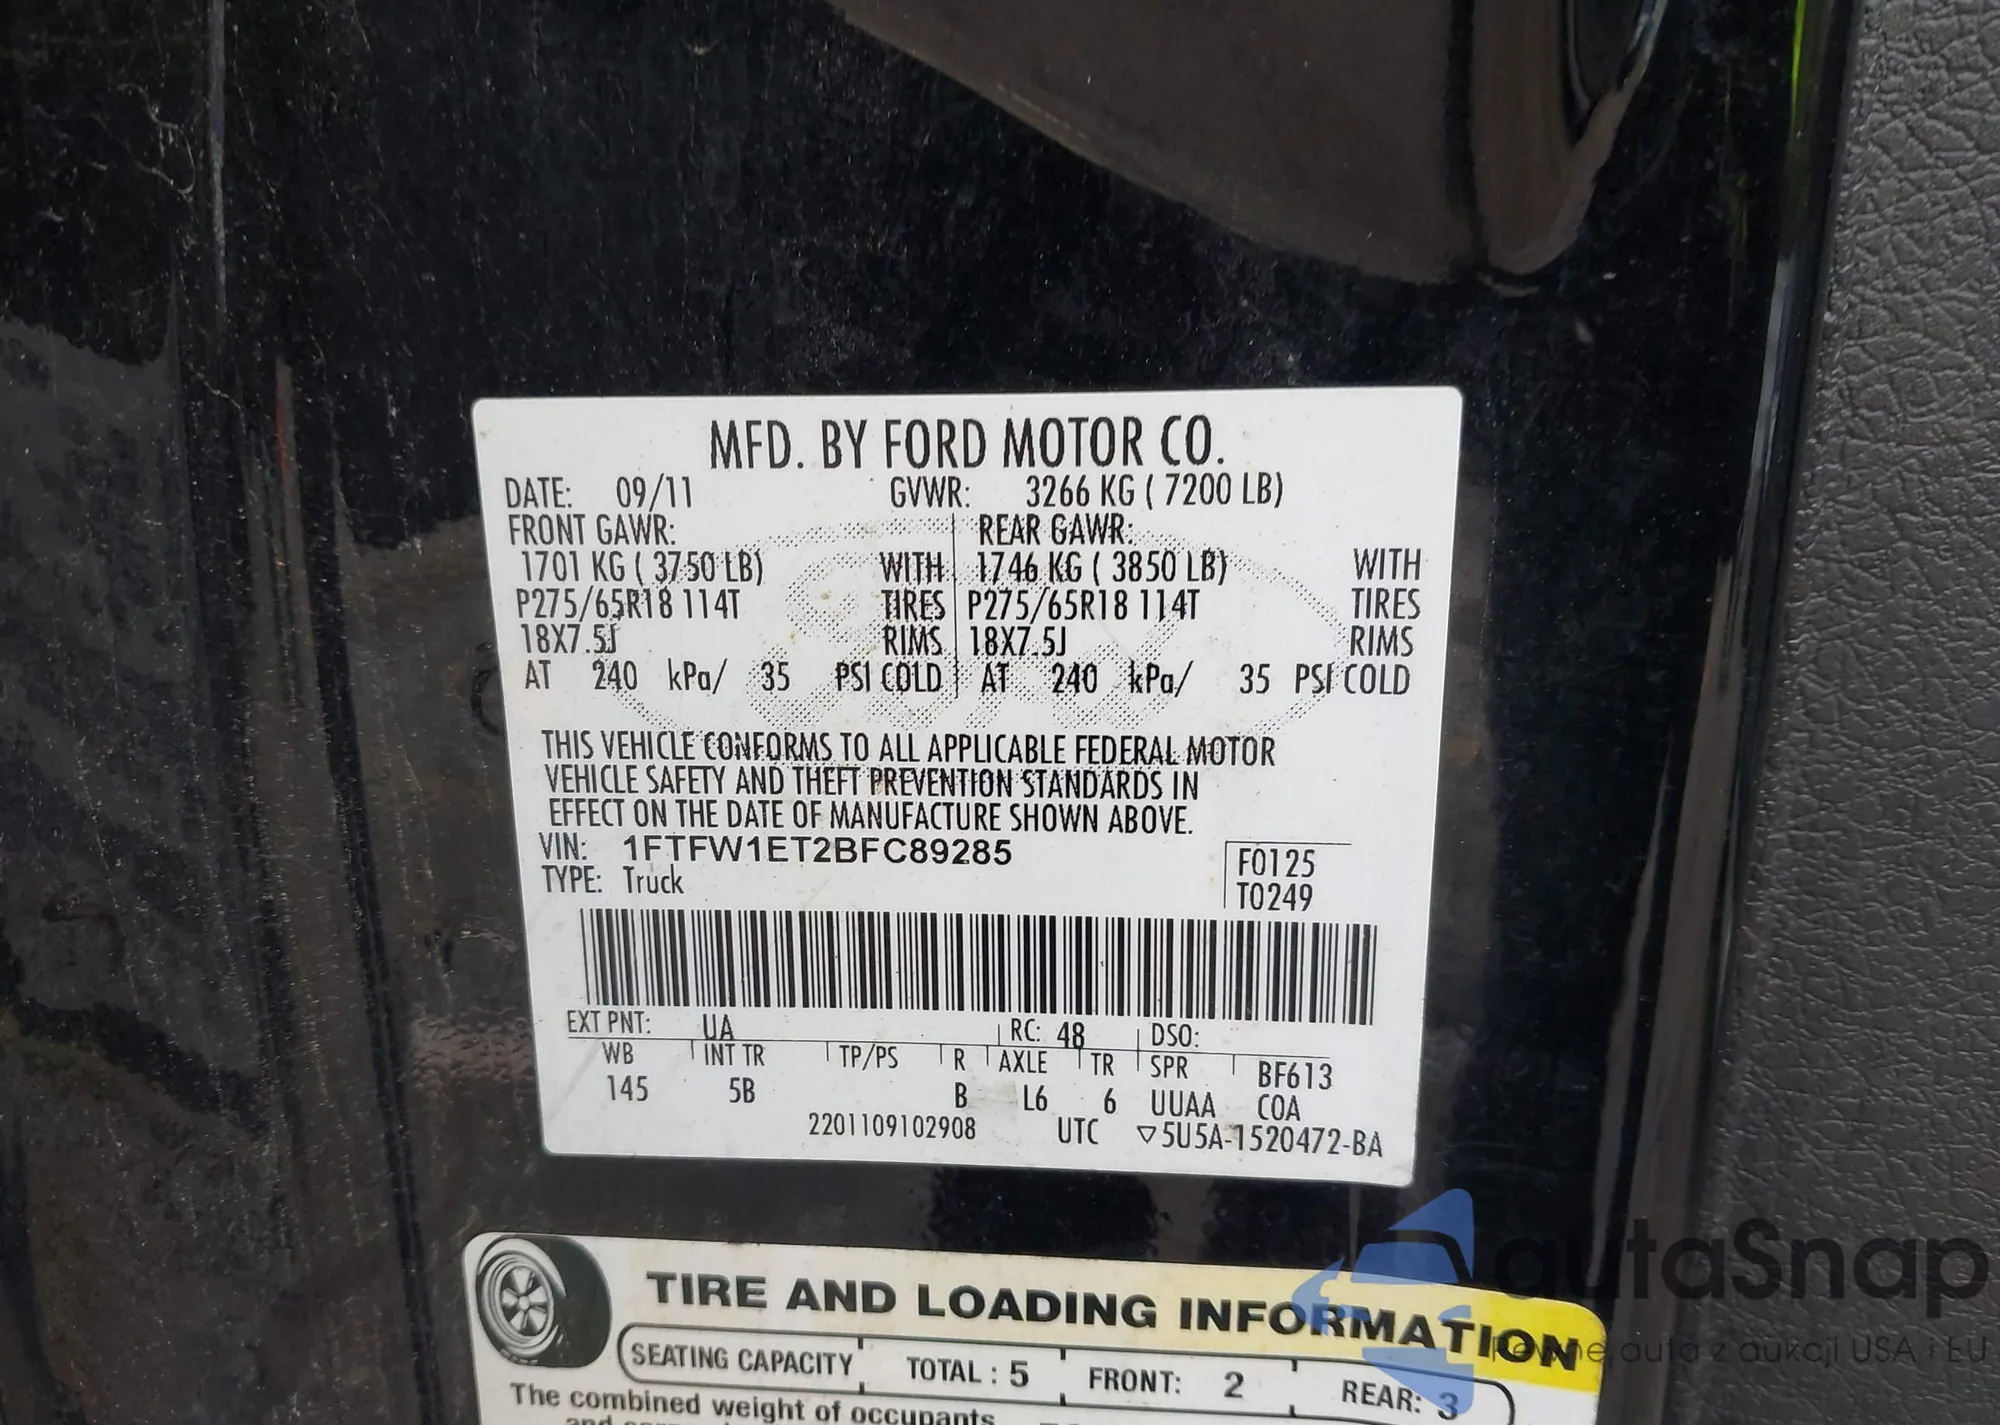 MFD. BY FORD MOTOR CO.
DATE: 09/11 GVWR: 3266 KG ( 7200 LB)
FRONT GAWR: REAR GAWR:
1701 KG ( 3750 LB) WITH 1746 KG ( 3850 LB) WITH
P275/65R18 114T TIRES P275/65R18 114T TIRES
18X7.5J RIMS 18X7.5J RIMS
AT 240 kPa/ 35 PSI COLD AT 240 kPa/ 35 PSI COLD
THIS VEHICLE CONFORMS TO ALL APPLICABLE FEDERAL MOTOR
VEHICLE SAFETY AND THEFT PREVENTION STANDARDS IN
EFFECT ON THE DATE OF MANUFACTURE SHOWN ABOVE.
VIN: 1FTFW1ET2BFC89285 F0125
TYPE: Truck T0249
EXT PNT: UA RC: 48 DSO:
WB INT TR TP/PS R AXLE TR SPR BF613
145 5B B L6 6 UUAA COA
2201109102908 UTC ▽5U5A-1520472-BA
TIRE AND LOADING INFORMATION
SEATING CAPACITY TOTAL : 5 FRONT: 2 REAR: 3
The combined weight of occupants
autaSnap
Pewne auta z aukcji USA i EU